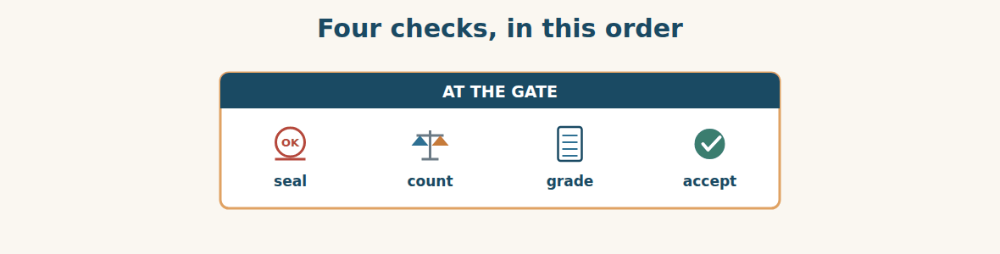 Four checks, in this order
AT THE GATE
OK
seal
count
grade
accept